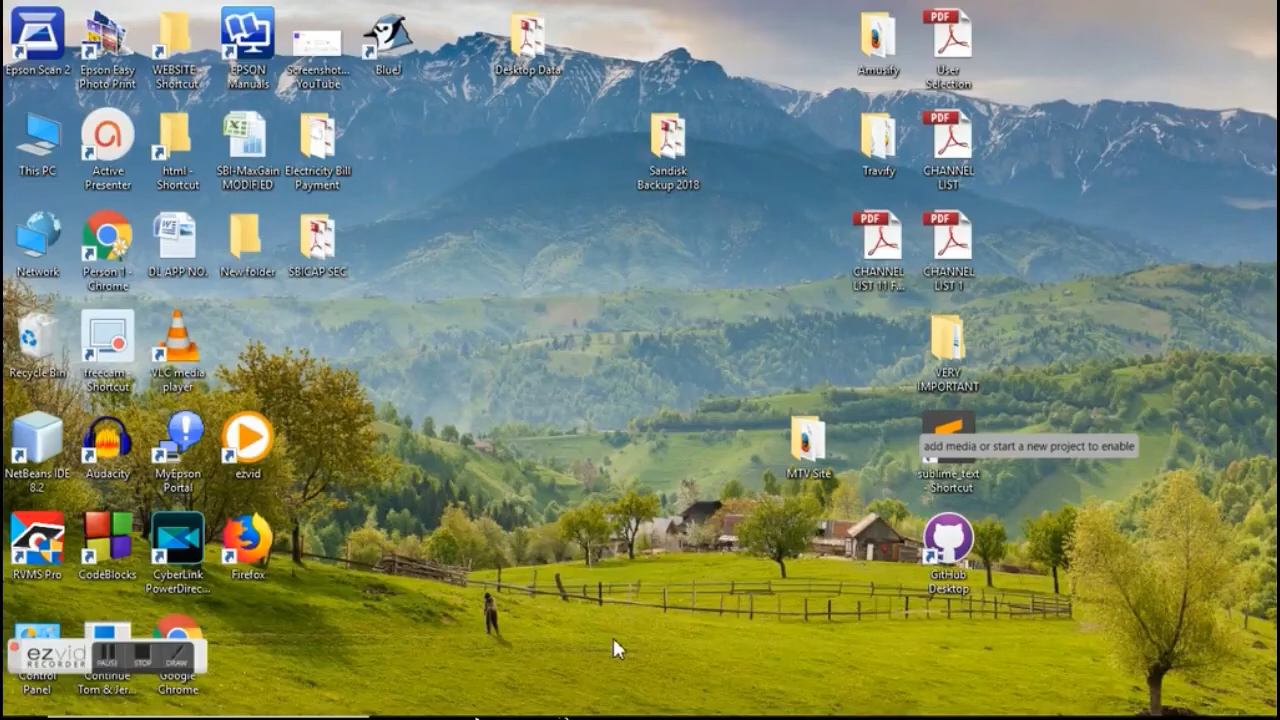 Epson Scan 2
Epson Easy
Photo Print
WEBSITE -
Shortcut
EPSON
Manuals
Screenshot...
YouTube
BlueJ
Desktop Data
Amusify
PDF
User
Selection
This PC
Active
Presenter
html -
Shortcut
SBI-MaxGain
MODIFIED
Electricity Bill
Payment
Sandisk
Backup 2018
Travify
PDF
CHANNEL
LIST
Network
Person 1 -
Chrome
DL APP NO.
New folder
SBICAP SEC
PDF
CHANNEL
LIST 11 F...
PDF
CHANNEL
LIST 1
Recycle Bin
freecam -
Shortcut
VLC media
player
VERY
IMPORTANT
NetBeans IDE
8.2
Audacity
MyEpson
Portal
ezvid
MTV Site
add media or start a new project to enable
sublime_text
- Shortcut
RVMS Pro
CodeBlocks
CyberLink
PowerDirec...
Firefox
GitHub
Desktop
ezvid
RECORDER
PAUSE
STOP
DRAW
Control
Panel
Continue
Tom & Jer...
Google
Chrome